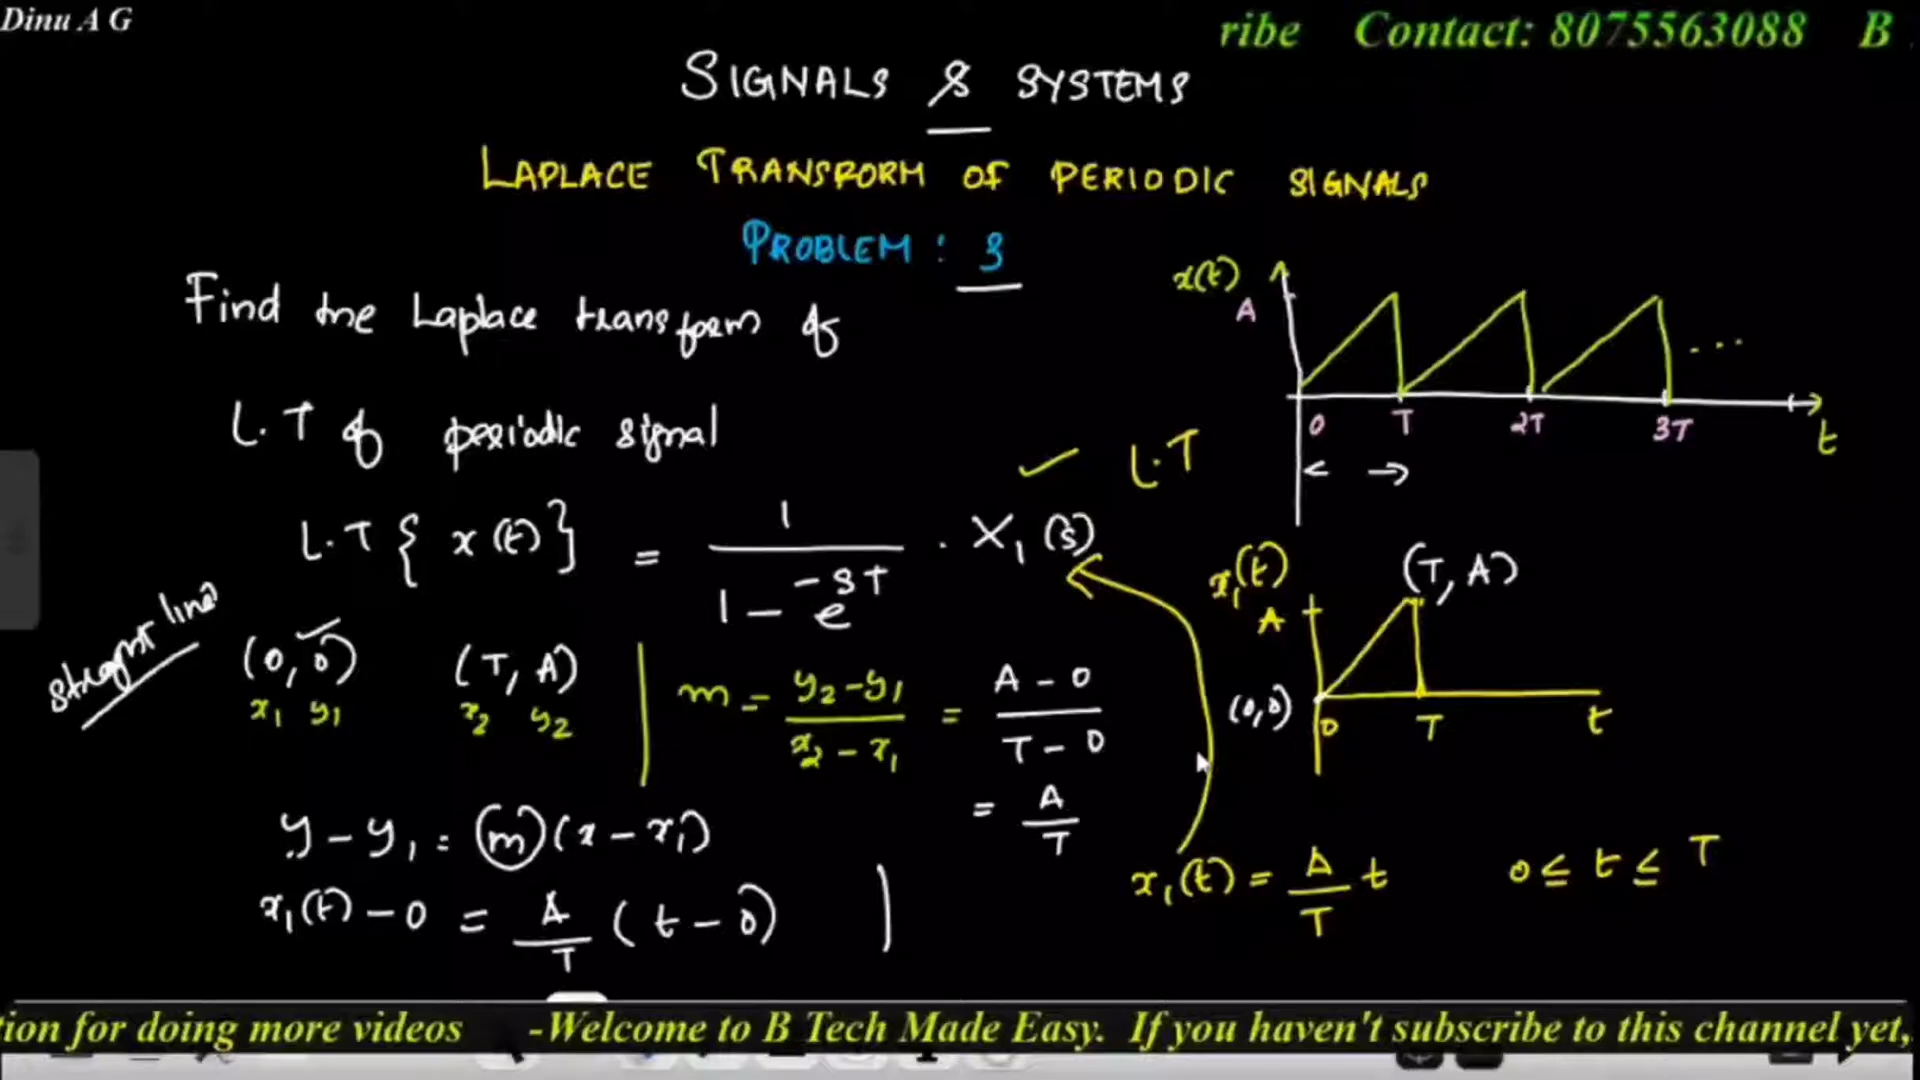 Dinu A G
ribe Contact: 8075563088 B
SIGNALS & SYSTEMS
LAPLACE TRANSFORM OF PERIODIC SIGNALS
PROBLEM : 3
Find the Laplace transform of
x(t)
A
0 T 2T 3T t
...
L.T of periodic signal
✓ L.T
L.T { x(t) } = 1 / (1 - e^-sT) . X₁(s)
x₁(t)
A
(T, A)
(0,0)
0 T t
straight line
(0, 0) (T, A)
x₁ y₁ x₂ y₂
m = (y₂ - y₁) / (x₂ - x₁) = (A - 0) / (T - 0)
= A / T
y - y₁ = m (x - x₁)
x₁(t) - 0 = A / T (t - 0)
x₁(t) = A / T t 0 ≤ t ≤ T
tion for doing more videos -Welcome to B Tech Made Easy. If you haven't subscribe to this channel yet,